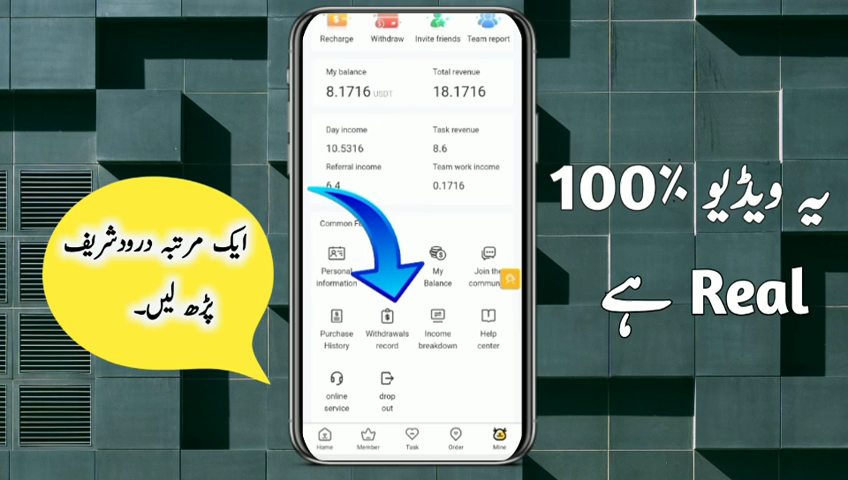 Recharge Withdraw Invite friends Team report
My balance Total revenue
8.1716 USDT 18.1716
Day income Task revenue
10.5316 8.6
Referral income Team work income
6.4 0.1716
Common
Personal information
My Balance
Join the
Purchase History
Withdrawals record
Income breakdown
Help center
online service
drop out
Home Member Task Order Mine
ایک مرتبہ درودشریف
پڑھ لیں۔
یہ ویڈیو 100٪
Real ہے